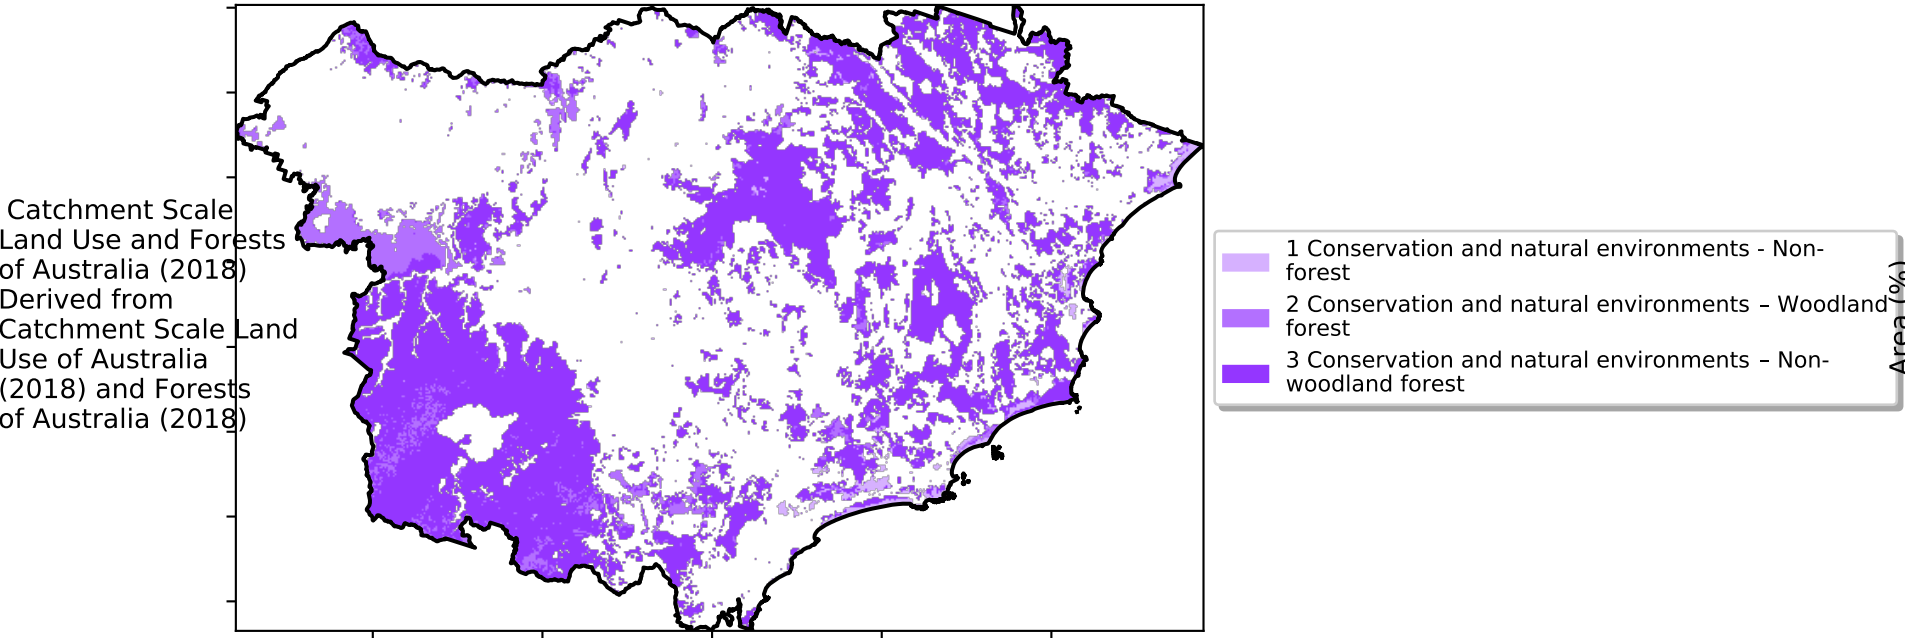 Catchment Scale
Land Use and Forests
of Australia (2018)
Derived from
Catchment Scale Land
Use of Australia
(2018) and Forests
of Australia (2018)
1 Conservation and natural environments - Non-
forest
2 Conservation and natural environments – Woodland
forest
3 Conservation and natural environments – Non-
woodland forest
Area (%)